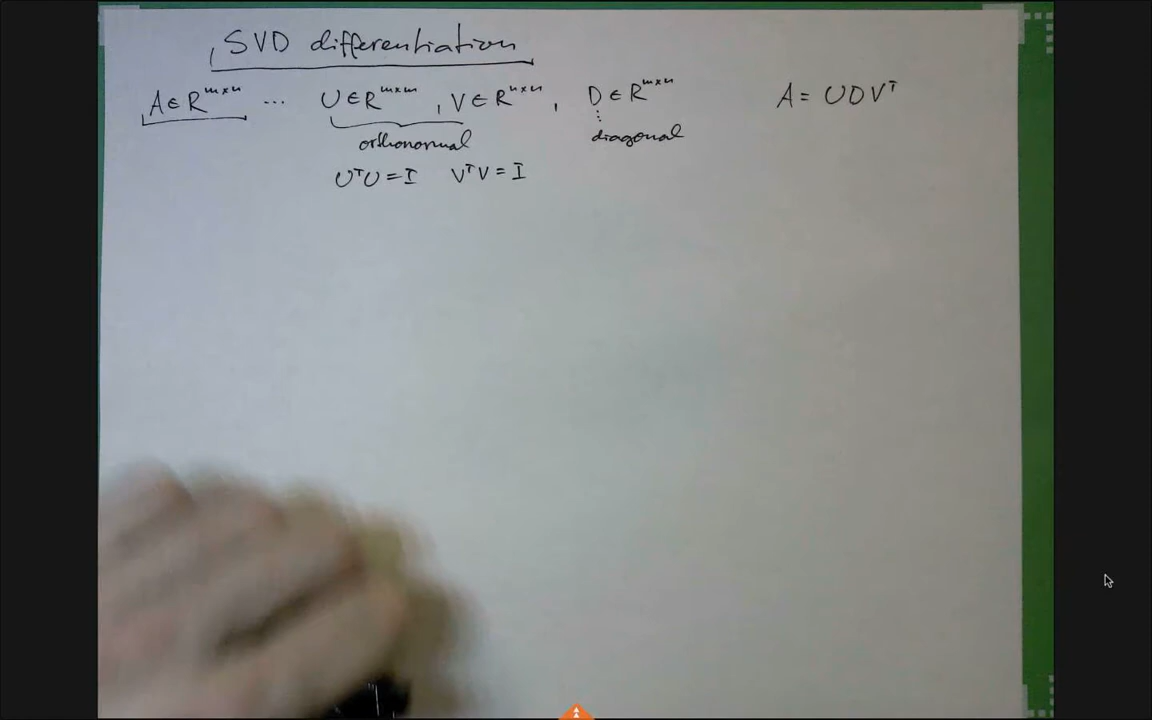 SVD differentiation
A ∈ R^{m×n} ... U ∈ R^{m×m}, V ∈ R^{n×n}, D ∈ R^{m×n} A = UDV^T
orthonormal diagonal
U^TU = I V^TV = I